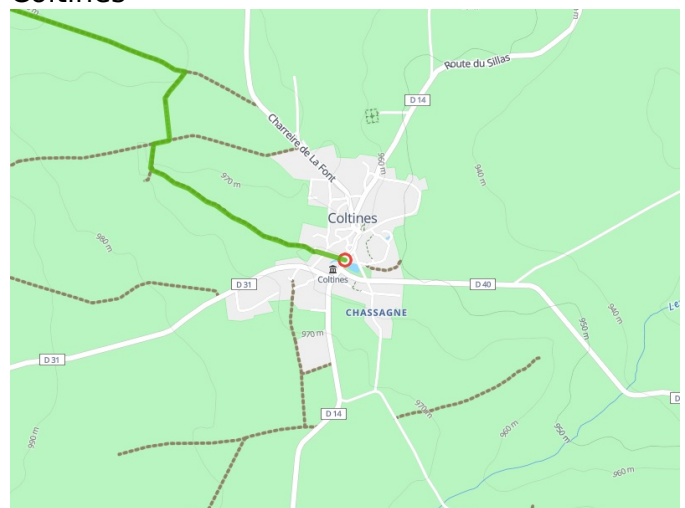 Coltines
Route du Sillas
D 14
Charreire de La Font
960 m
940 m
970 m
Coltines
980 m
Coltines
D 31
D 40
CHASSAGNE
970 m
950 m
940 m
D 31
D 14
970 m
960 m
950 m
990 m
960 m